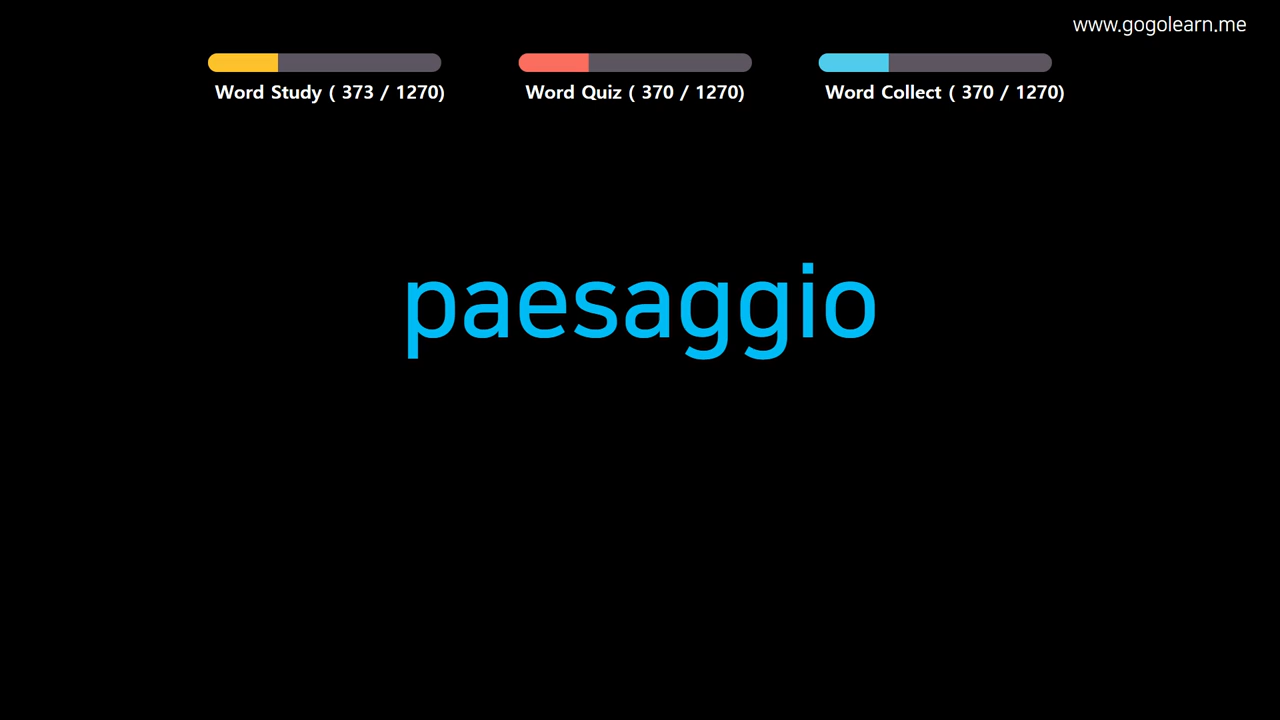 www.gogolearn.me
Word Study ( 373 / 1270)
Word Quiz ( 370 / 1270)
Word Collect ( 370 / 1270)
paesaggio